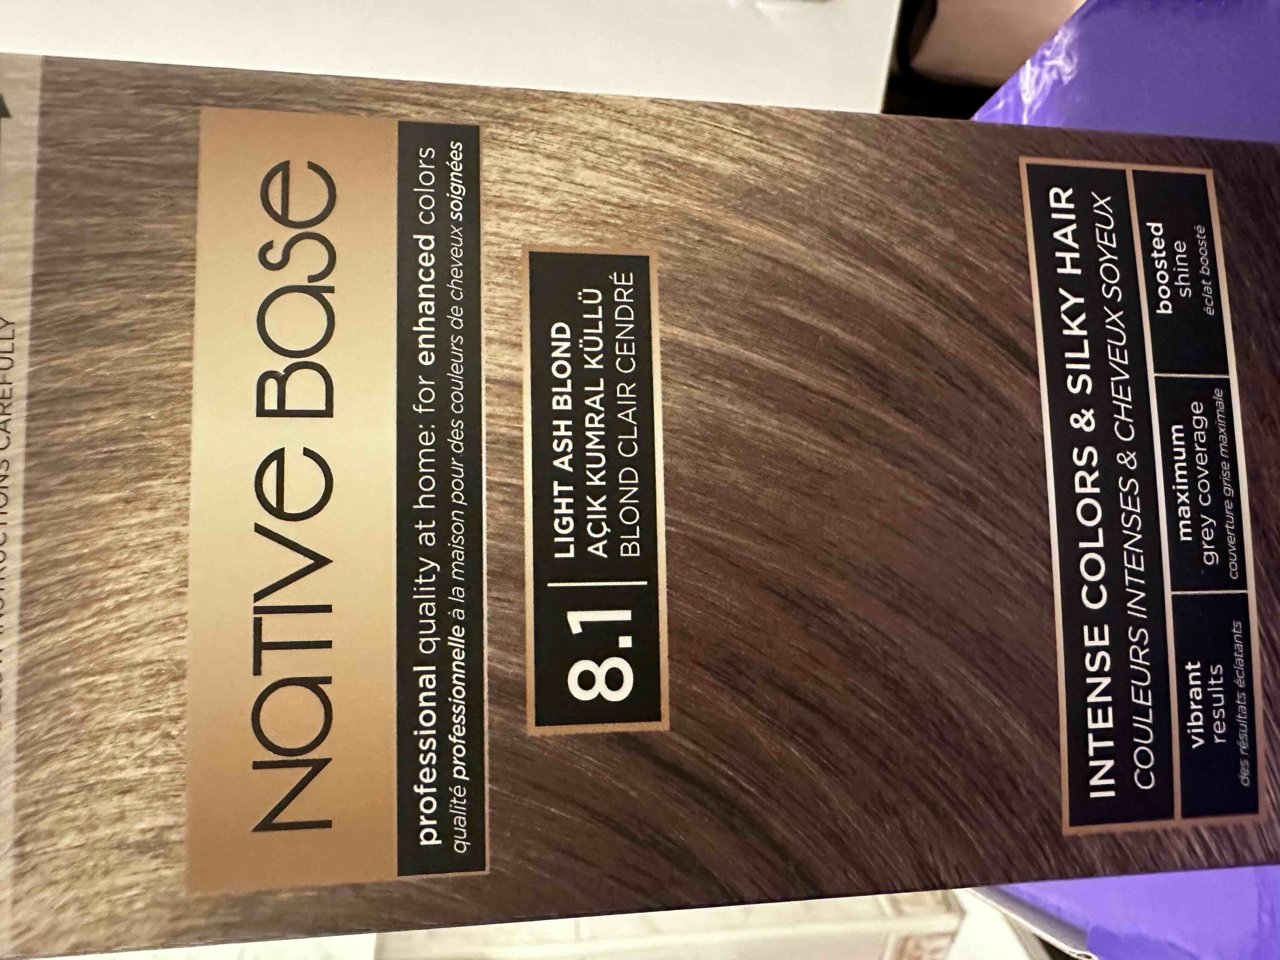 INSTRUCTIONS CAREFULLY
NATIVE BASE
professional quality at home: for enhanced colors
qualité professionnelle à la maison pour des couleurs de cheveux soignées
8.1
LIGHT ASH BLOND
AÇIK KUMRAL KÜLLÜ
BLOND CLAIR CENDRÉ
INTENSE COLORS & SILKY HAIR
COULEURS INTENSES & CHEVEUX SOYEUX
vibrant
results
des résultats éclatants
maximum
grey coverage
couverture grise maximale
boosted
shine
éclat boosté